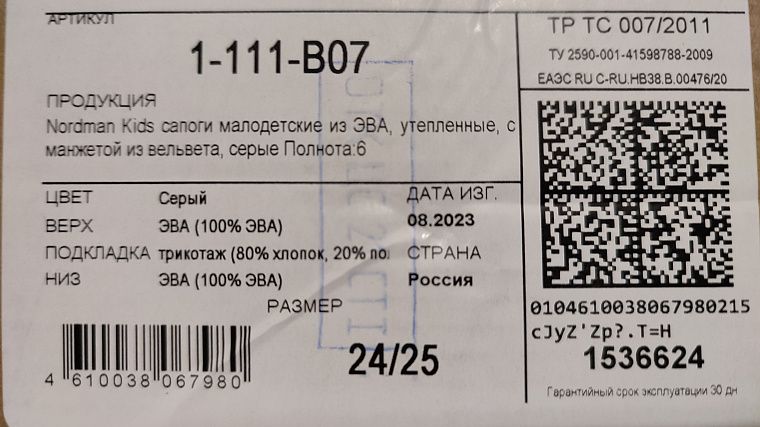 АРТИКУЛ
1-111-B07
ПРОДУКЦИЯ
Nordman Kids сапоги малодетские из ЭВА, утепленные, с
манжетой из вельвета, серые Полнота:6
ЦВЕТ Серый
ВЕРХ ЭВА (100% ЭВА)
ПОДКЛАДКА трикотаж (80% хлопок, 20% по.
НИЗ ЭВА (100% ЭВА)
ДАТА ИЗГ.
08.2023
СТРАНА
Россия
РАЗМЕР
24/25
4 610038 067980
ТР ТС 007/2011
ТУ 2590-001-41598788-2009
ЕАЭС RU C-RU.HB38.B.00476/20
0104610038067980215
cJyZ'Zp?.T=H
1536624
Гарантийный срок эксплуатации 30 дн